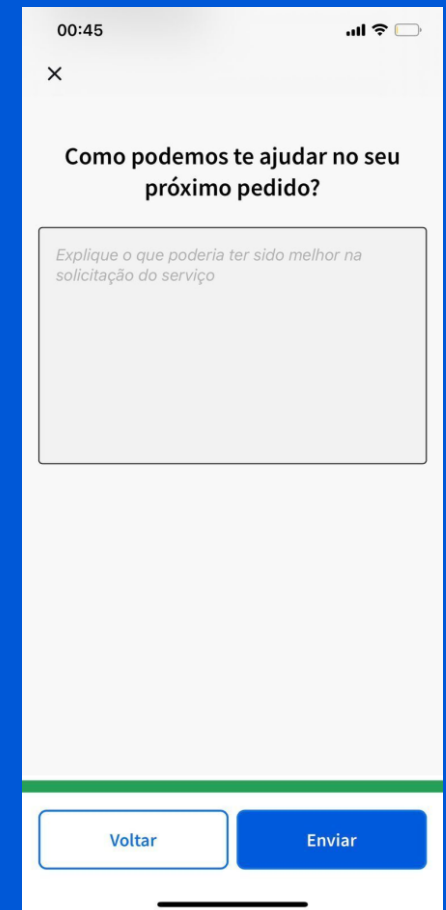 00:45
Como podemos te ajudar no seu
próximo pedido?
Explique o que poderia ter sido melhor na
solicitação do serviço
Voltar
Enviar